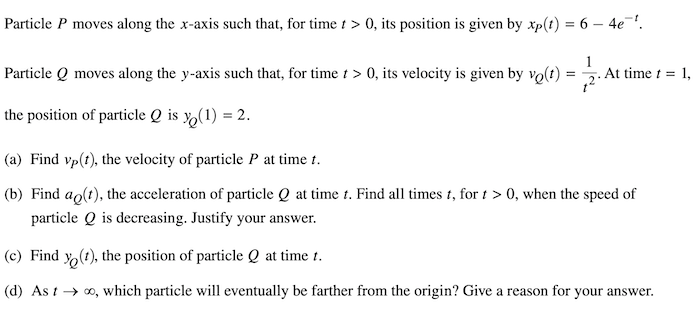 Particle P moves along the x-axis such that, for time t > 0, its position is given by x_P(t) = 6 − 4e^{−t}.
Particle Q moves along the y-axis such that, for time t > 0, its velocity is given by v_Q(t) = 1/t². At time t = 1,
the position of particle Q is y_Q(1) = 2.
(a) Find v_P(t), the velocity of particle P at time t.
(b) Find a_Q(t), the acceleration of particle Q at time t. Find all times t, for t > 0, when the speed of
particle Q is decreasing. Justify your answer.
(c) Find y_Q(t), the position of particle Q at time t.
(d) As t → ∞, which particle will eventually be farther from the origin? Give a reason for your answer.